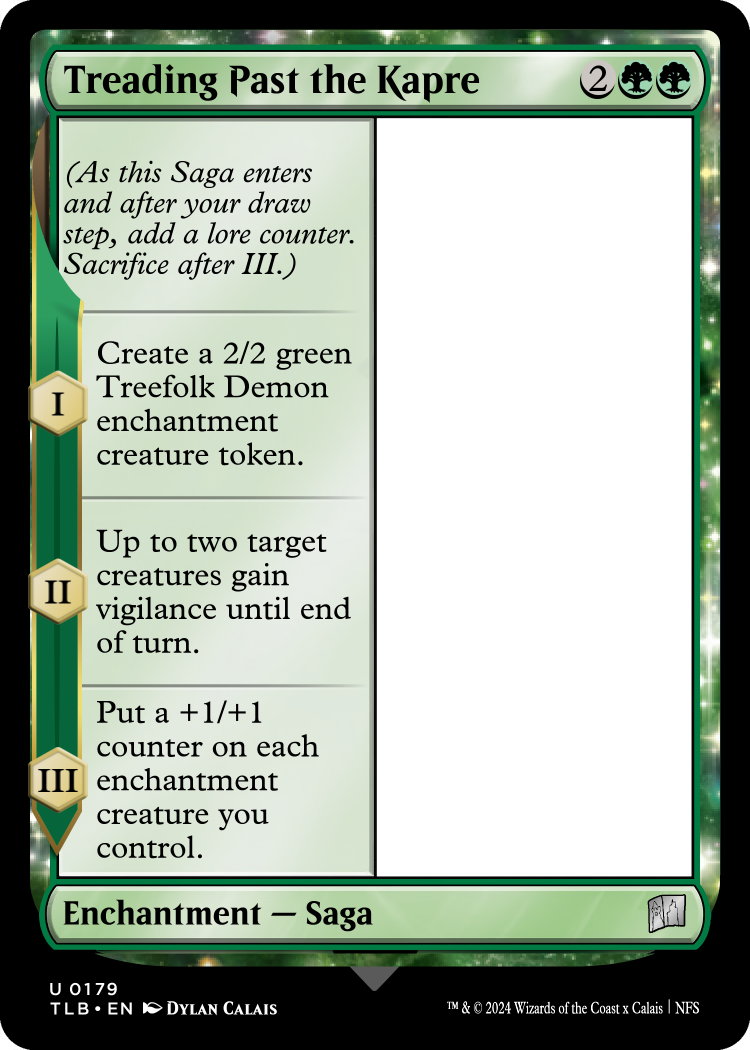 Treading Past the Kapre 2
(As this Saga enters
and after your draw
step, add a lore counter.
Sacrifice after III.)
I
Create a 2/2 green
Treefolk Demon
enchantment
creature token.
II
Up to two target
creatures gain
vigilance until end
of turn.
III
Put a +1/+1
counter on each
enchantment
creature you
control.
Enchantment — Saga
U 0179
TLB • EN DYLAN CALAIS
™ & © 2024 Wizards of the Coast x Calais | NFS